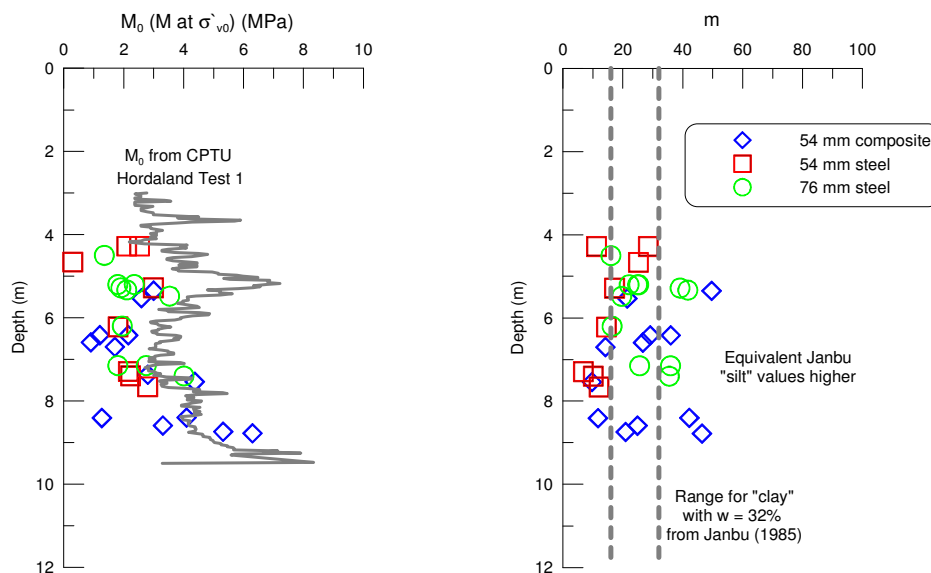 M0 (M at σ`v0) (MPa)
0 2 4 6 8 10
0
2
4
6
8
10
12
Depth (m)
M0 from CPTU
Hordaland Test 1
m
0 20 40 60 80 100
0
2
4
6
8
10
12
Depth (m)
54 mm composite
54 mm steel
76 mm steel
Equivalent Janbu
"silt" values higher
Range for "clay"
with w = 32%
from Janbu (1985)